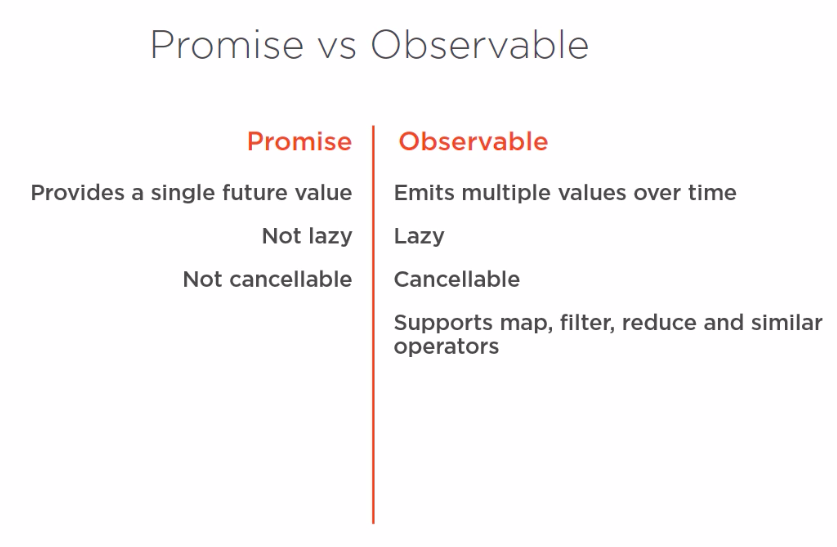 Promise vs Observable
Promise
Provides a single future value
Not lazy
Not cancellable
Observable
Emits multiple values over time
Lazy
Cancellable
Supports map, filter, reduce and similar
operators